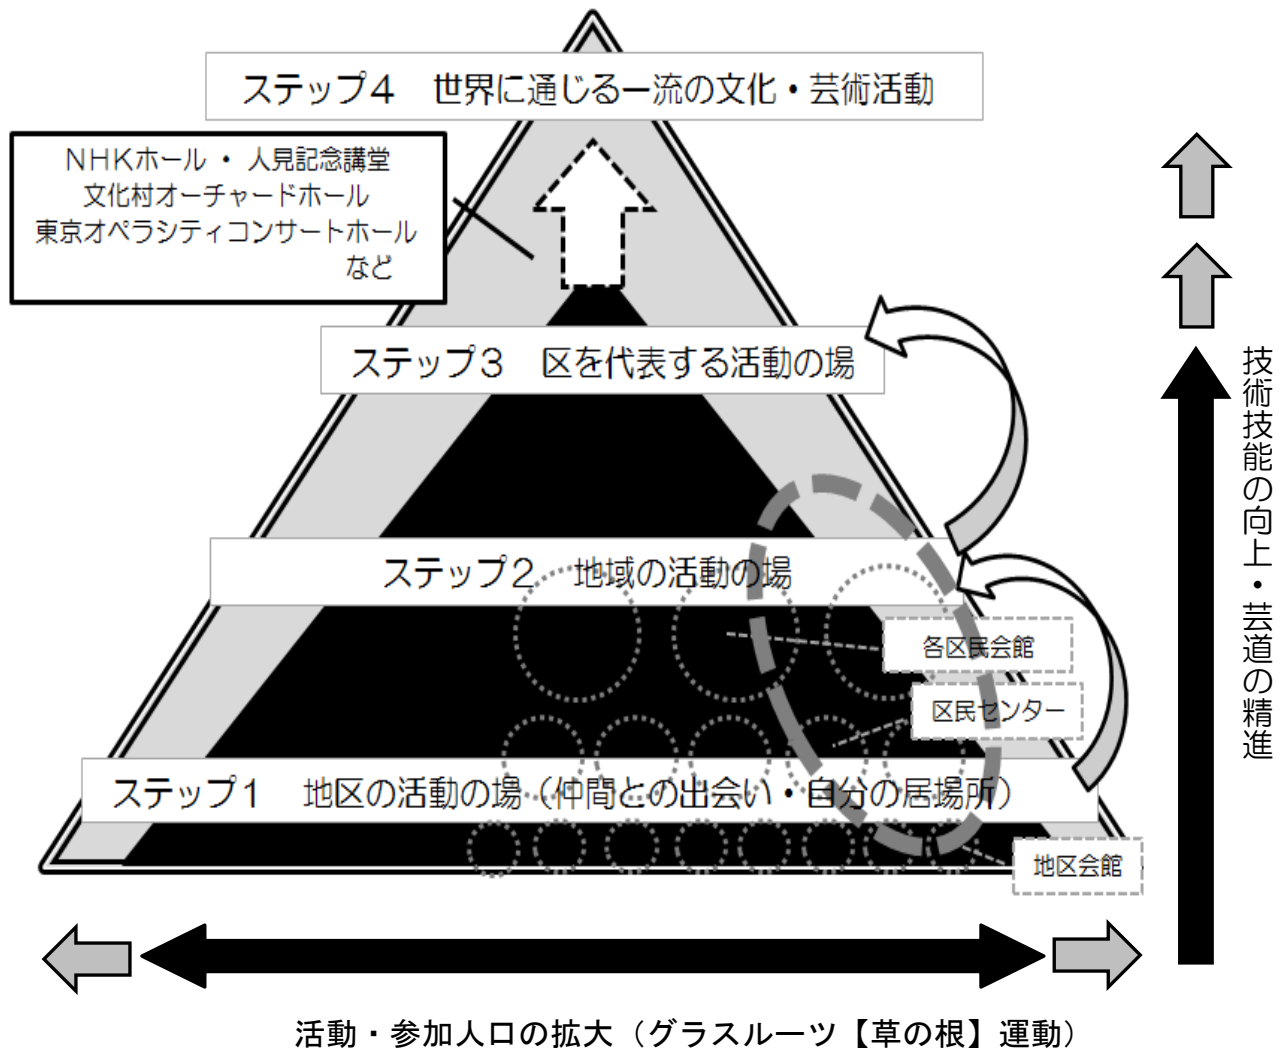 ステップ4　世界に通じる一流の文化・芸術活動
NHKホール ・ 人見記念講堂
文化村オーチャードホール
東京オペラシティコンサートホール
など
ステップ3　区を代表する活動の場
ステップ2　地域の活動の場
各区民会館
区民センター
ステップ1　地区の活動の場（仲間との出会い・自分の居場所）
地区会館
技術技能の向上・芸道の精進
活動・参加人口の拡大（グラスルーツ【草の根】運動）